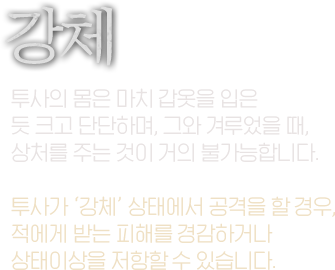 강체
투사의 몸은 마치 갑옷을 입은
듯 크고 단단하며, 그와 겨루었을 때,
상처를 주는 것이 거의 불가능합니다.
투사가 ‘강체’ 상태에서 공격을 할 경우,
적에게 받는 피해를 경감하거나
상태이상을 저항할 수 있습니다.